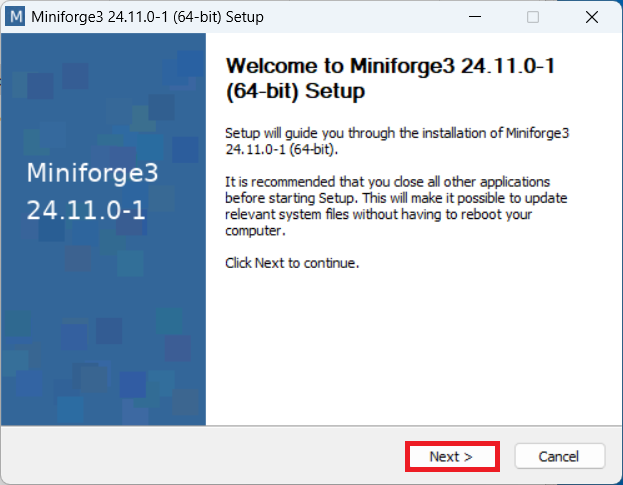 M Miniforge3 24.11.0-1 (64-bit) Setup
Miniforge3
24.11.0-1
Welcome to Miniforge3 24.11.0-1
(64-bit) Setup
Setup will guide you through the installation of Miniforge3
24.11.0-1 (64-bit).
It is recommended that you close all other applications
before starting Setup. This will make it possible to update
relevant system files without having to reboot your
computer.
Click Next to continue.
Next >
Cancel